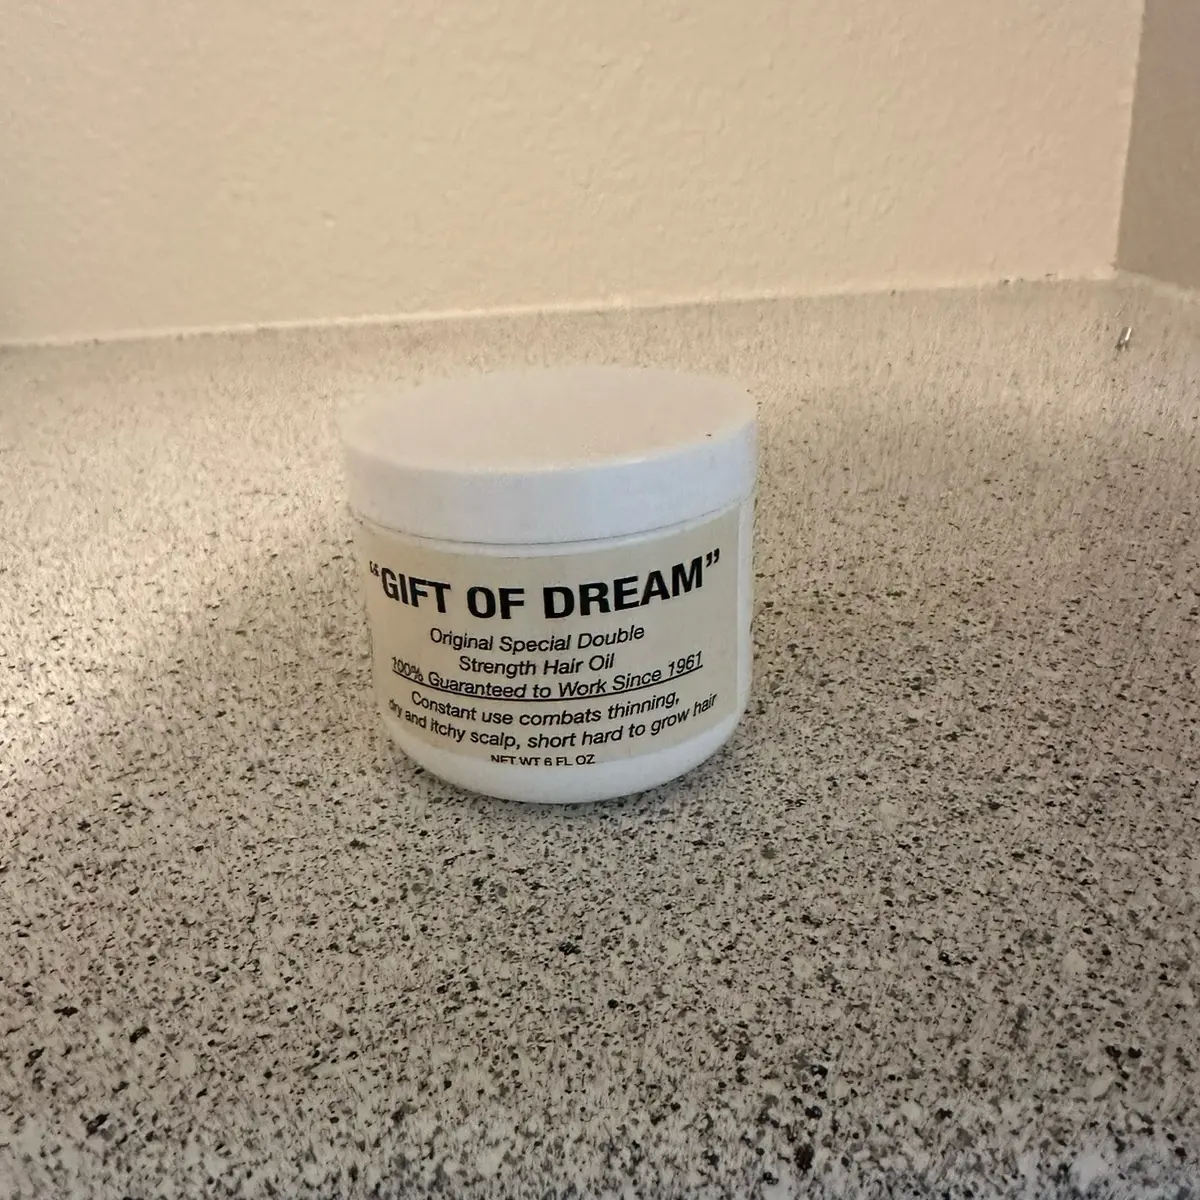 “GIFT OF DREAM”
Original Special Double
Strength Hair Oil
100% Guaranteed to Work Since 1961
Constant use combats thinning,
dry and itchy scalp, short hard to grow hair
NET WT 6 FL OZ